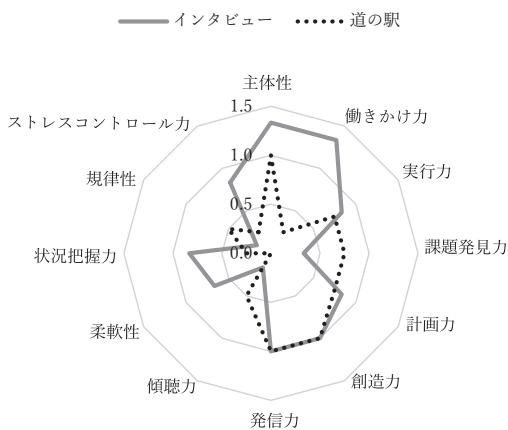 インタビュー 道の駅
主体性
1.5
働きかけ力
ストレスコントロール力
1.0
規律性
実行力
0.5
状況把握力
0.0
課題発見力
柔軟性
計画力
傾聴力
創造力
発信力